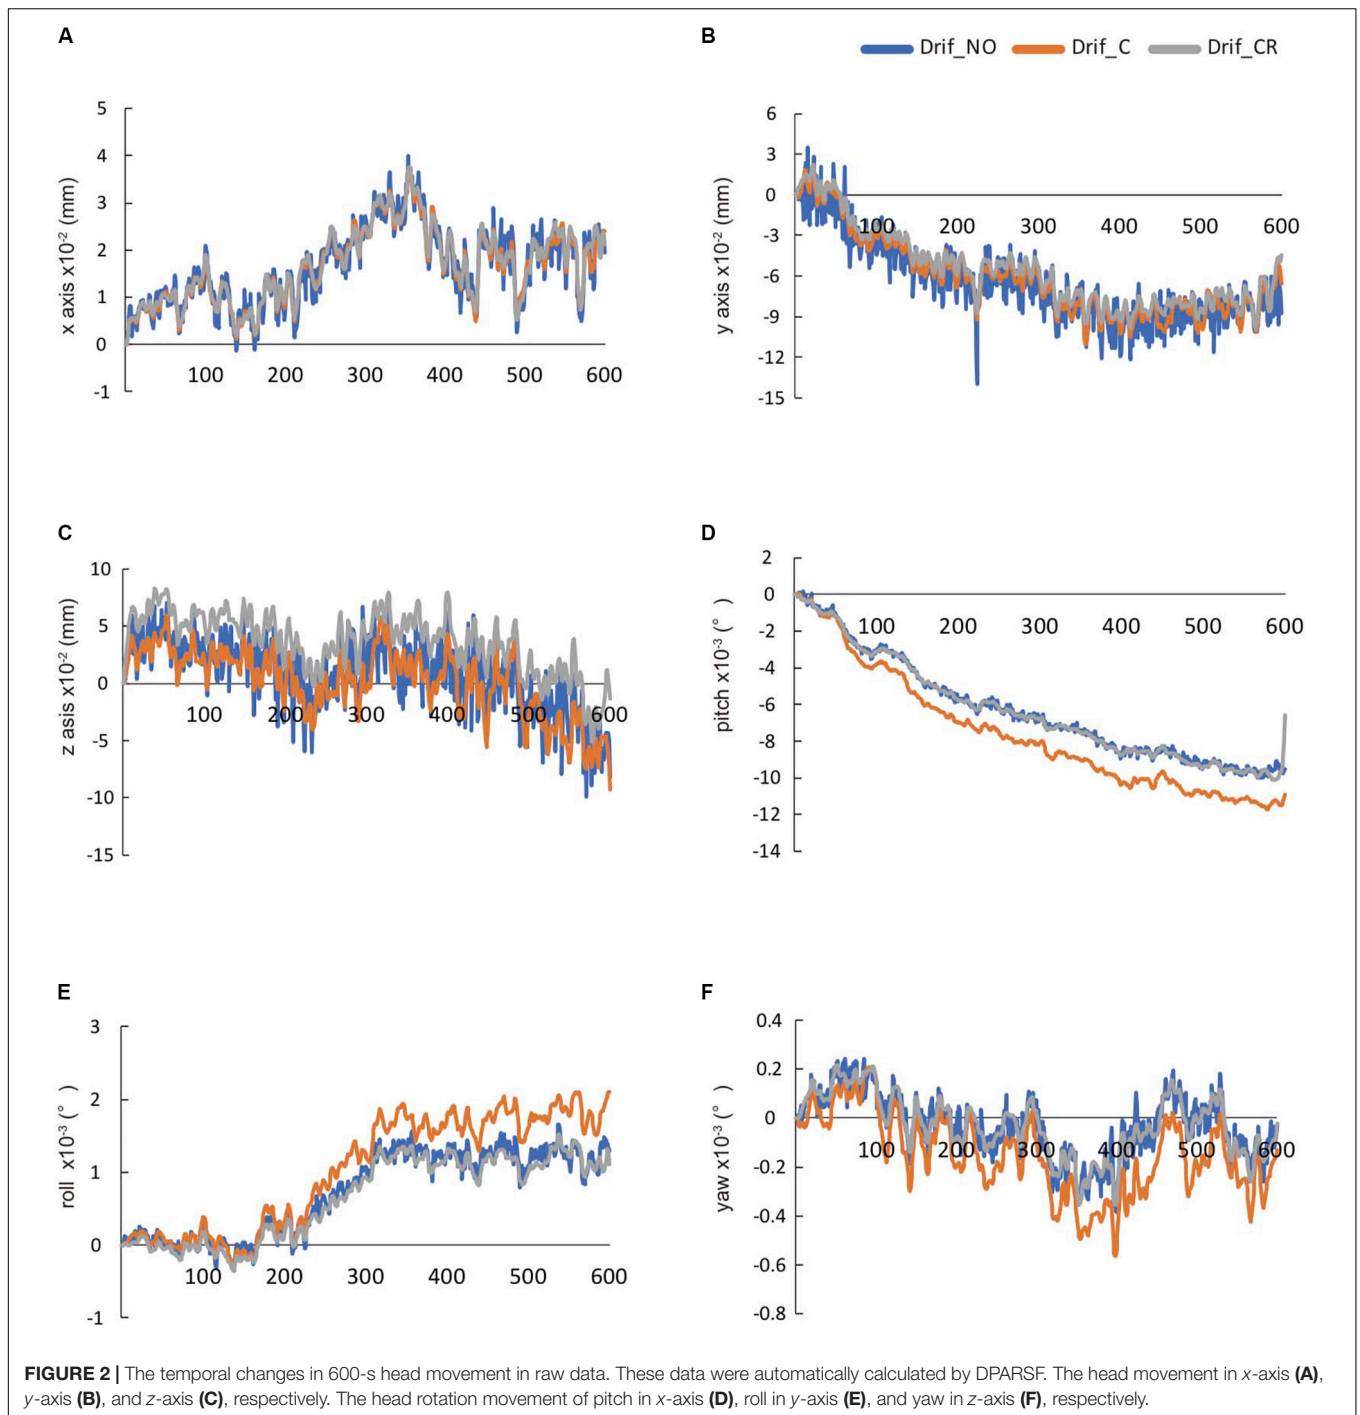 A
B
Drif_NO Drif_C Drif_CR
5
4
3
2
1
0
-1
x axis x10-2 (mm)
100 200 300 400 500 600
6
3
0
-3
-6
-9
-12
-15
y axis x10-2 (mm)
100 200 300 400 500 600
C
10
5
0
-5
-10
-15
z asis x10-2 (mm)
100 200 300 400 500 600
D
2
0
-2
-4
-6
-8
-10
-12
-14
pitch x10-3 (° )
100 200 300 400 500 600
E
3
2
1
0
-1
roll x10-3 (° )
100 200 300 400 500 600
F
0.4
0.2
0
-0.2
-0.4
-0.6
-0.8
yaw x10-3 (° )
100 200 300 400 500 600
FIGURE 2 | The temporal changes in 600-s head movement in raw data. These data were automatically calculated by DPARSF. The head movement in x-axis (A),
y-axis (B), and z-axis (C), respectively. The head rotation movement of pitch in x-axis (D), roll in y-axis (E), and yaw in z-axis (F), respectively.